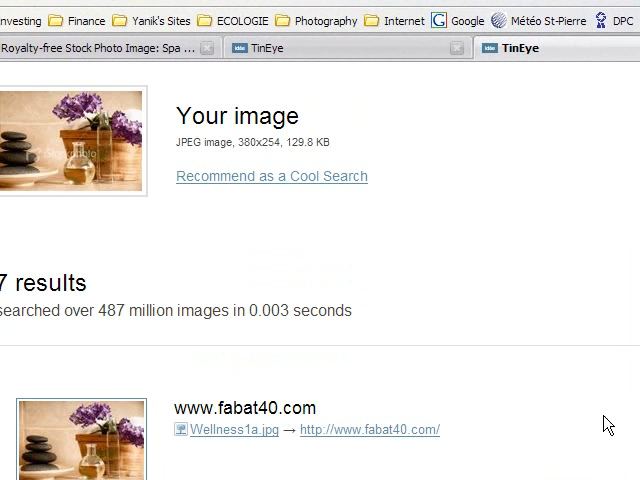 nvesting Finance Yanik's Sites ECOLOGIE Photography Internet Google Météo St-Pierre DPC
Royalty-free Stock Photo Image: Spa ... TinEye TinEye
Your image
JPEG image, 380x254, 129.8 KB
Recommend as a Cool Search
7 results
searched over 487 million images in 0.003 seconds
www.fabat40.com
Wellness1a.jpg → http://www.fabat40.com/